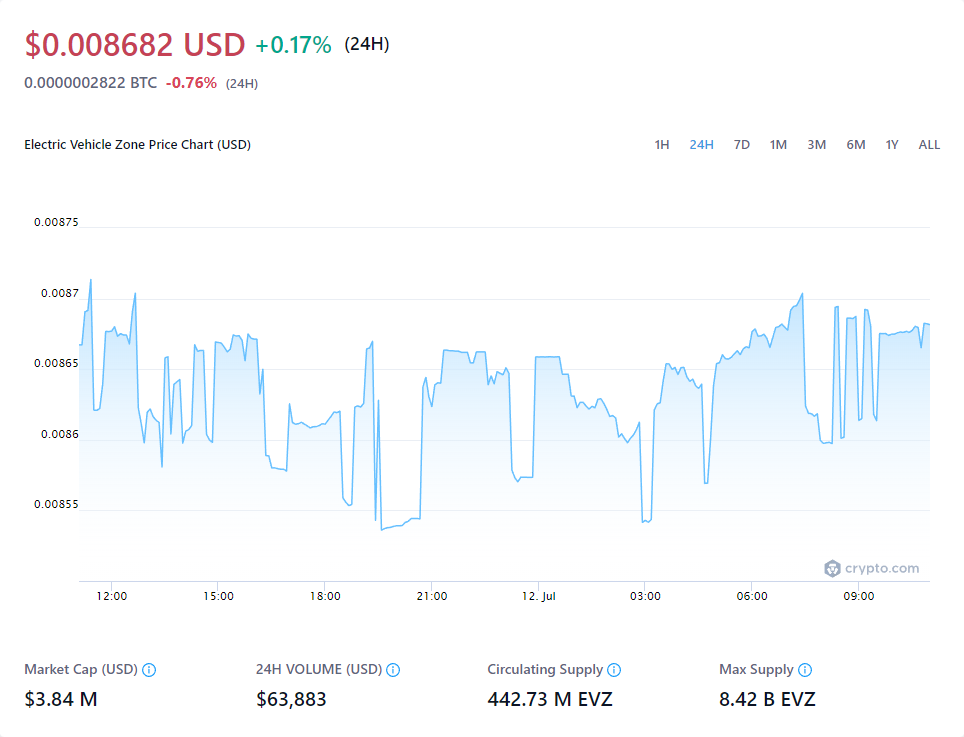 $0.008682 USD +0.17% (24H)
0.0000002822 BTC -0.76% (24H)
Electric Vehicle Zone Price Chart (USD) 1H 24H 7D 1M 3M 6M 1Y ALL
0.00875
0.0087
0.00865
0.0086
0.00855
crypto.com
12:00 15:00 18:00 21:00 12. Jul 03:00 06:00 09:00
Market Cap (USD) 24H VOLUME (USD) Circulating Supply Max Supply
$3.84 M $63,883 442.73 M EVZ 8.42 B EVZ